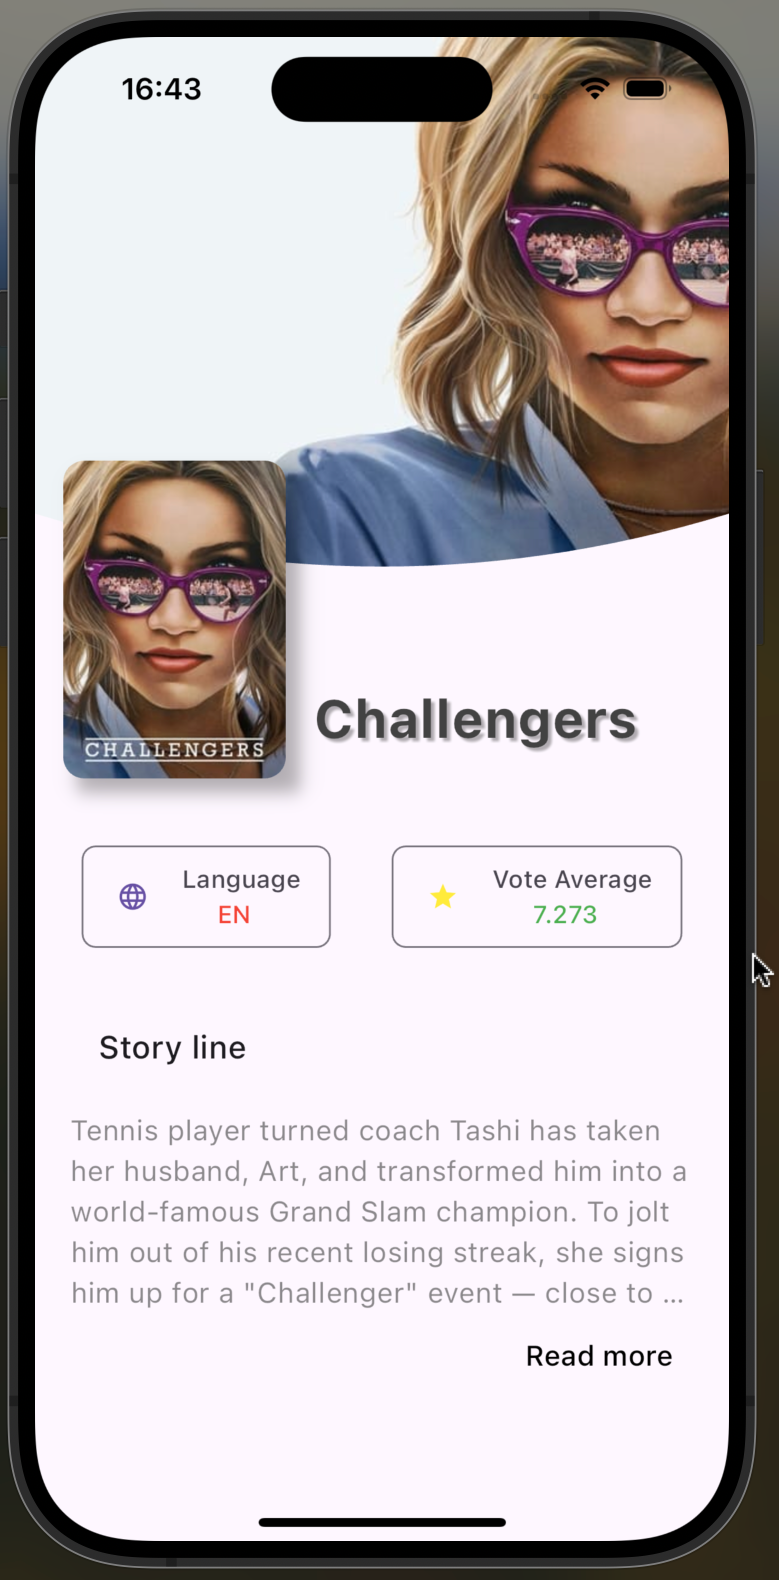 16:43
CHALLENGERS
Challengers
Language
EN
Vote Average
7.273
Story line
Tennis player turned coach Tashi has taken
her husband, Art, and transformed him into a
world-famous Grand Slam champion. To jolt
him out of his recent losing streak, she signs
him up for a "Challenger" event — close to ...
Read more